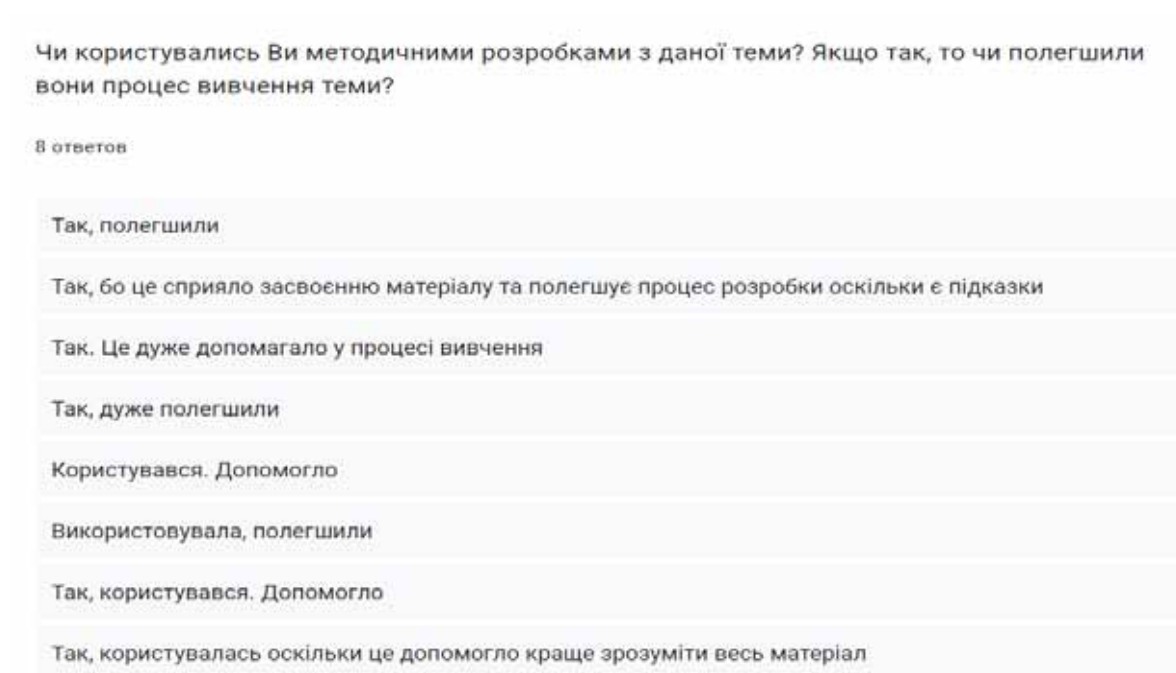 Чи користувались Ви методичними розробками з даної теми? Якщо так, то чи полегшили
вони процес вивчення теми?
8 ответов
Так, полегшили
Так, бо це сприяло засвоєнню матеріалу та полегшує процес розробки оскільки є підказки
Так. Це дуже допомагало у процесі вивчення
Так, дуже полегшили
Користувався. Допомогло
Використовувала, полегшили
Так, користувався. Допомогло
Так, користувалась оскільки це допомогло краще зрозуміти весь матеріал